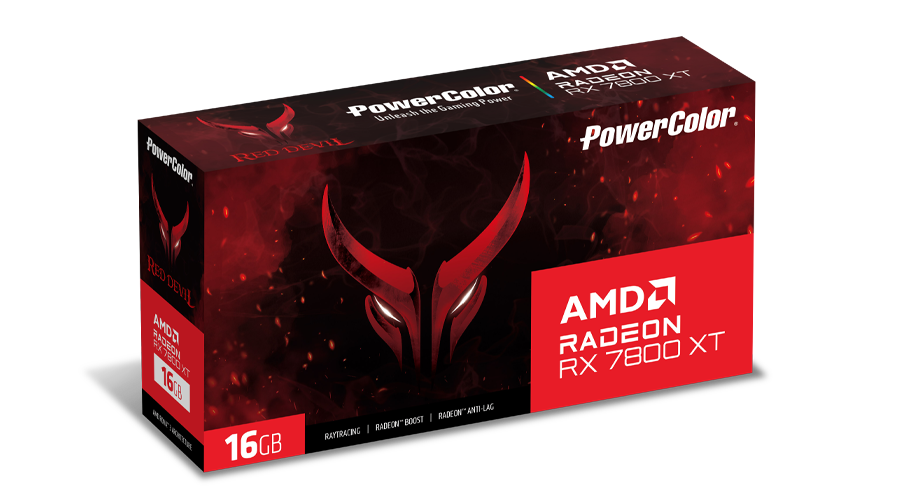 PowerColor
Unleash the Gaming Power
AMD
RADEON
RX 7800 XT
RED DEVIL
PowerColor®
PowerColor
RED DEVIL
AMD
RADEON
RX 7800 XT
16GB
AMD
RADEON
RX 7800 XT
16GB
RAYTRACING | RADEON™ BOOST | RADEON™ ANTI-LAG